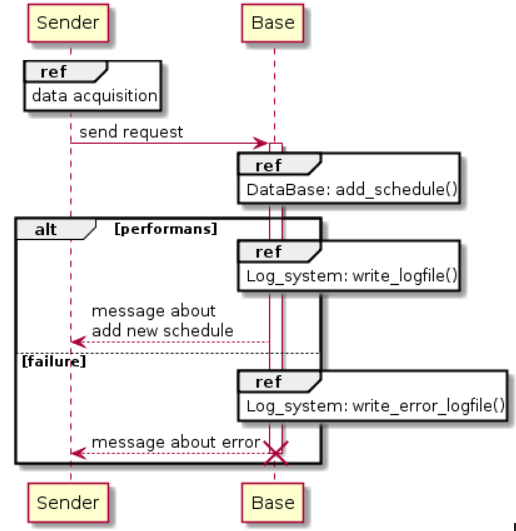 Sender
Base
ref
data acquisition
send request
ref
DataBase: add_schedule()
alt
[performans]
ref
Log_system: write_logfile()
message about
add new schedule
[failure]
ref
Log_system: write_error_logfile()
message about error
Sender
Base